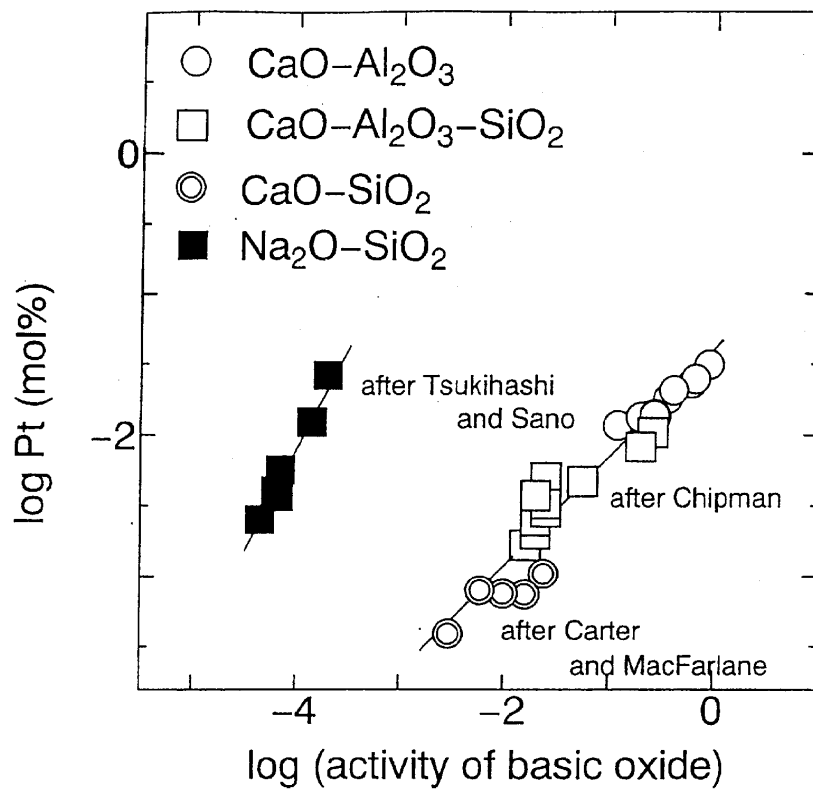 CaO–Al₂O₃
CaO–Al₂O₃–SiO₂
CaO–SiO₂
Na₂O–SiO₂
0
−2
log Pt (mol%)
after Tsukihashi
and Sano
after Chipman
after Carter
and MacFarlane
−4
−2
0
log (activity of basic oxide)